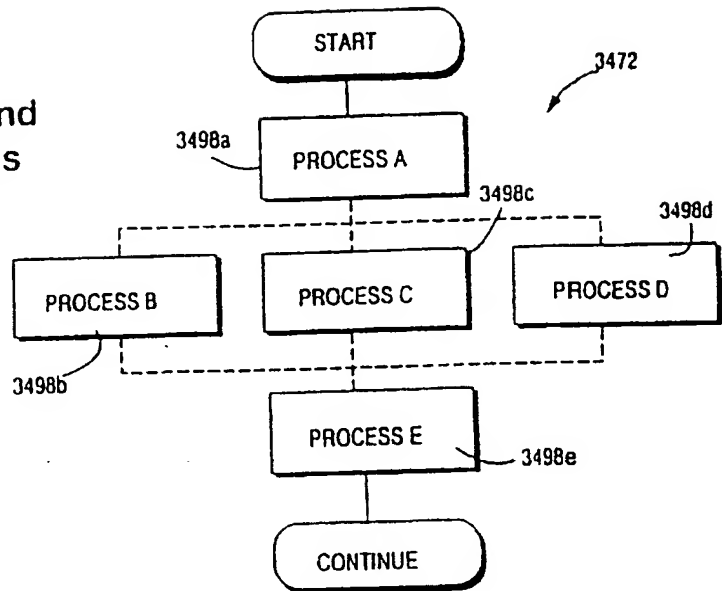 START
3472
nd
s
3498a
PROCESS A
3498c
3498d
PROCESS B
PROCESS C
PROCESS D
3498b
PROCESS E
3498e
CONTINUE